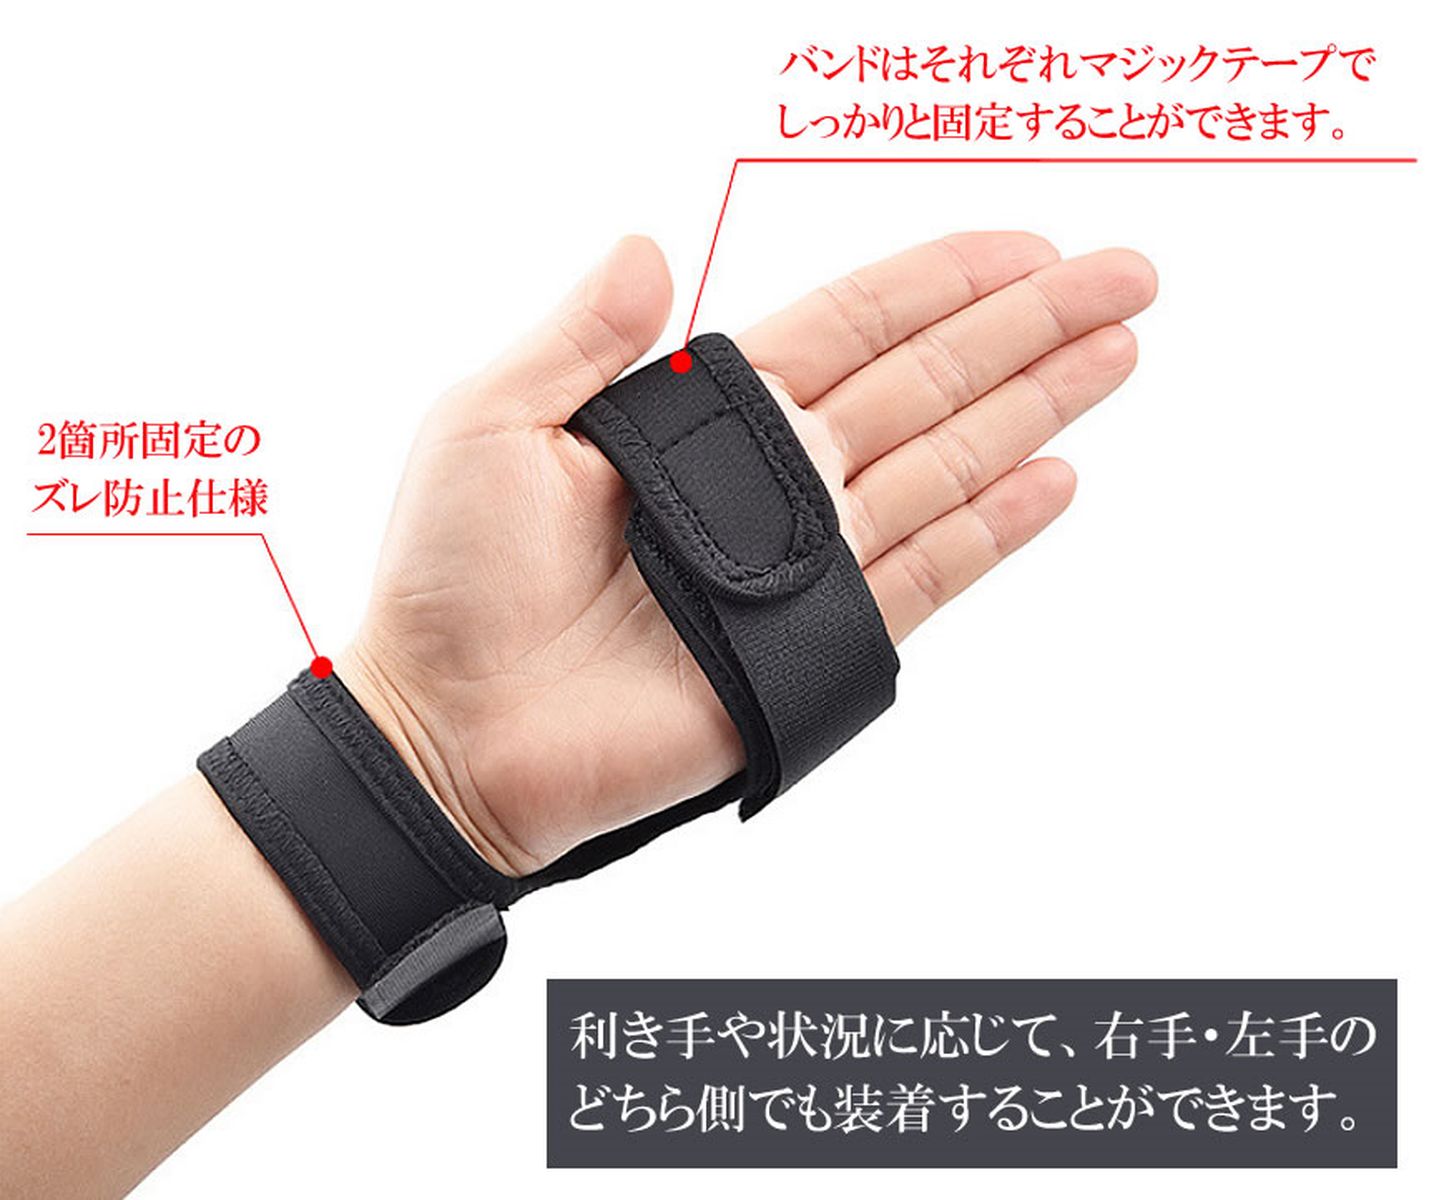 バンドはそれぞれマジックテープで
しっかりと固定することができます。
2箇所固定の
ズレ防止仕様
利き手や状況に応じて、右手・左手の
どちら側でも装着することができます。